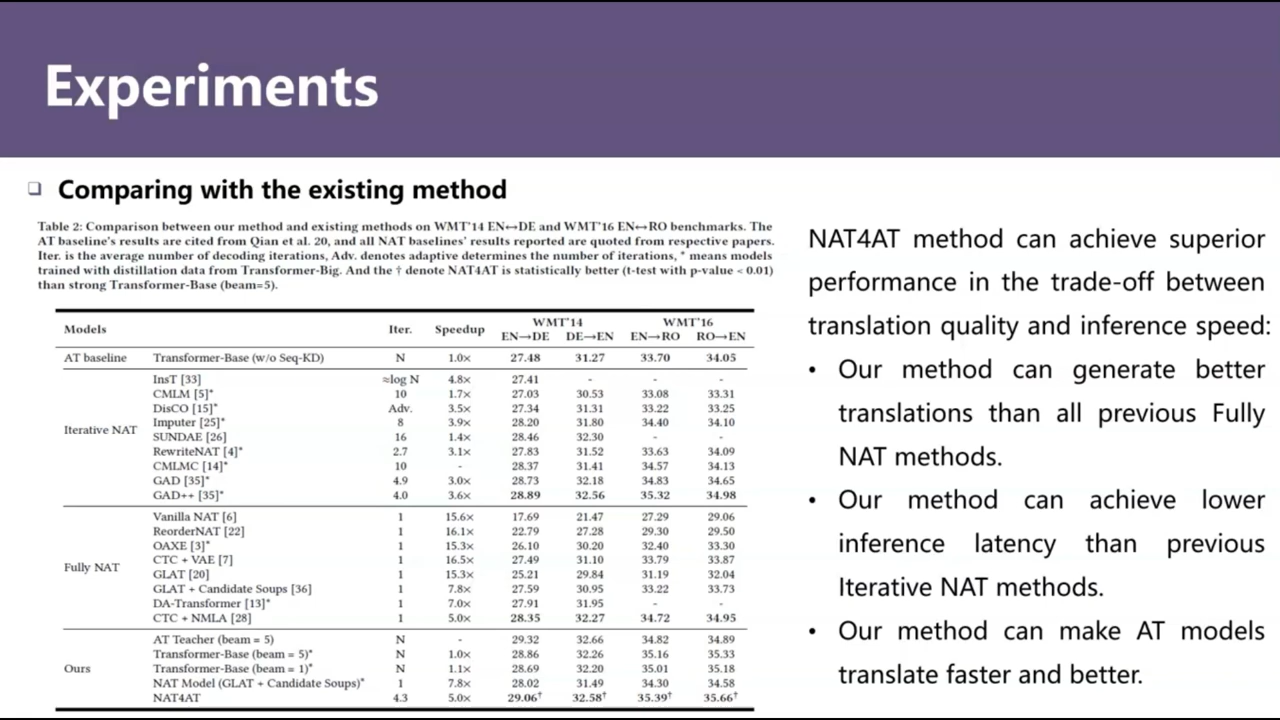 Experiments
❑ Comparing with the existing method
Table 2: Comparison between our method and existing methods on WMT'14 EN↔DE and WMT'16 EN↔RO benchmarks. The
AT baseline's results are cited from Qian et al. 20, and all NAT baselines' results reported are quoted from respective papers.
Iter. is the average number of decoding iterations, Adv. denotes adaptive determines the number of iterations, * means models
trained with distillation data from Transformer-Big. And the † denote NAT4AT is statistically better (t-test with p-value < 0.01)
than strong Transformer-Base (beam=5).
Models Iter. Speedup WMT'14 WMT'16
EN→DE DE→EN EN→RO RO→EN
AT baseline Transformer-Base (w/o Seq-KD) N 1.0× 27.48 31.27 33.70 34.05
Iterative NAT
InsT [33] ≈log N 4.8× 27.41 - - -
CMLM [5]* 10 1.7× 27.03 30.53 33.08 33.31
DisCO [15]* Adv. 3.5× 27.34 31.31 33.22 33.25
Imputer [25]* 8 3.9× 28.20 31.80 34.40 34.10
SUNDAE [26] 16 1.4× 28.46 32.30 - -
RewriteNAT [4]* 2.7 3.1× 27.83 31.52 33.63 34.09
CMLMC [14]* 10 - 28.37 31.41 34.57 34.13
GAD [35]* 4.9 3.0× 28.73 32.18 34.83 34.65
GAD++ [35]* 4.0 3.6× 28.89 32.56 35.32 34.98
Fully NAT
Vanilla NAT [6] 1 15.6× 17.69 21.47 27.29 29.06
ReorderNAT [22] 1 16.1× 22.79 27.28 29.30 29.50
OAXE [3]* 1 15.3× 26.10 30.20 32.40 33.30
CTC + VAE [7] 1 16.5× 27.49 31.10 33.79 33.87
GLAT [20] 1 15.3× 25.21 29.84 31.19 32.04
GLAT + Candidate Soups [36] 1 7.8× 27.59 30.95 33.22 33.73
DA-Transformer [13]* 1 7.0× 27.91 31.95 - -
CTC + NMLA [28] 1 5.0× 28.35 32.27 34.72 34.95
Ours
AT Teacher (beam = 5) N - 29.32 32.66 34.82 34.89
Transformer-Base (beam = 5)* N 1.0× 28.86 32.26 35.16 35.33
Transformer-Base (beam = 1)* N 1.1× 28.69 32.20 35.01 35.18
NAT Model (GLAT + Candidate Soups)* 1 7.8× 28.02 31.49 34.30 34.58
NAT4AT 4.3 5.0× 29.06† 32.58† 35.39† 35.66†
NAT4AT method can achieve superior
performance in the trade-off between
translation quality and inference speed:
• Our method can generate better
translations than all previous Fully
NAT methods.
• Our method can achieve lower
inference latency than previous
Iterative NAT methods.
• Our method can make AT models
translate faster and better.